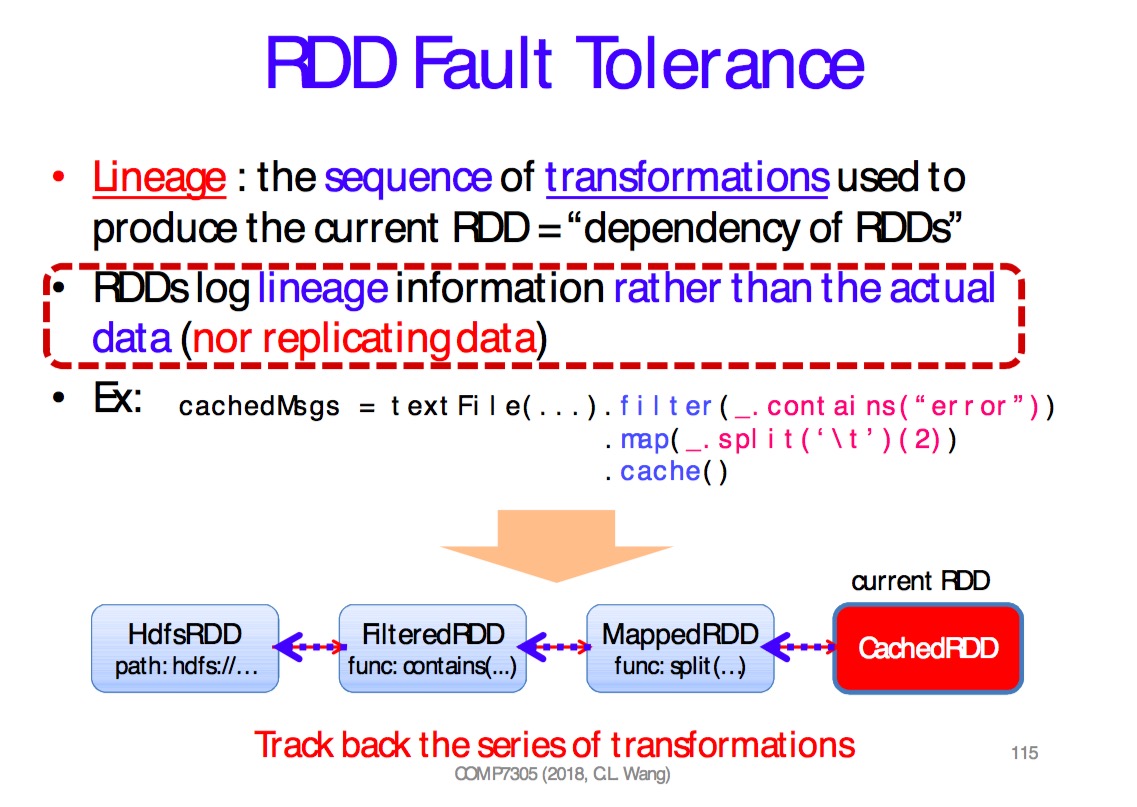 RDD Fault Tolerance
• Lineage : the sequence of transformations used to
produce the current RDD = “dependency of RDDs”
• RDDs log lineage information rather than the actual
data (nor replicating data)
• Ex: cachedMsgs = textFile(...).filter(_.contains(“error”))
.map(_.split(‘\t’)(2))
.cache()
current RDD
HdfsRDD
path: hdfs://…
FilteredRDD
func: contains(...)
MappedRDD
func: split(…)
CachedRDD
Track back the series of transformations
COMP7305 (2018, C.L. Wang)
115